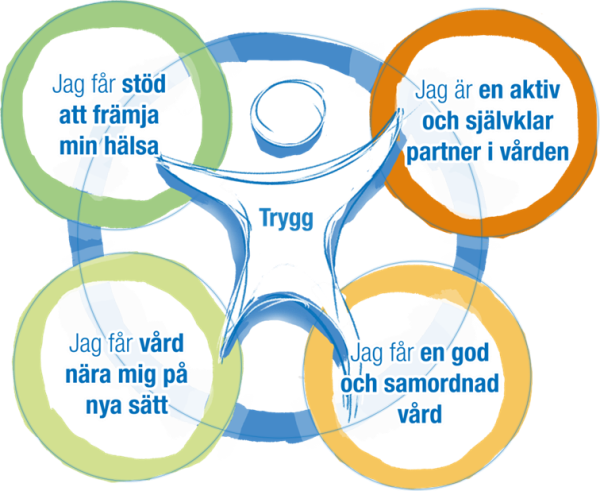 Jag får stöd
att främja
min hälsa
Jag är en aktiv
och självklar
partner i vården
Trygg
Jag får vård
nära mig på
nya sätt
Jag får en god
och samordnad
vård